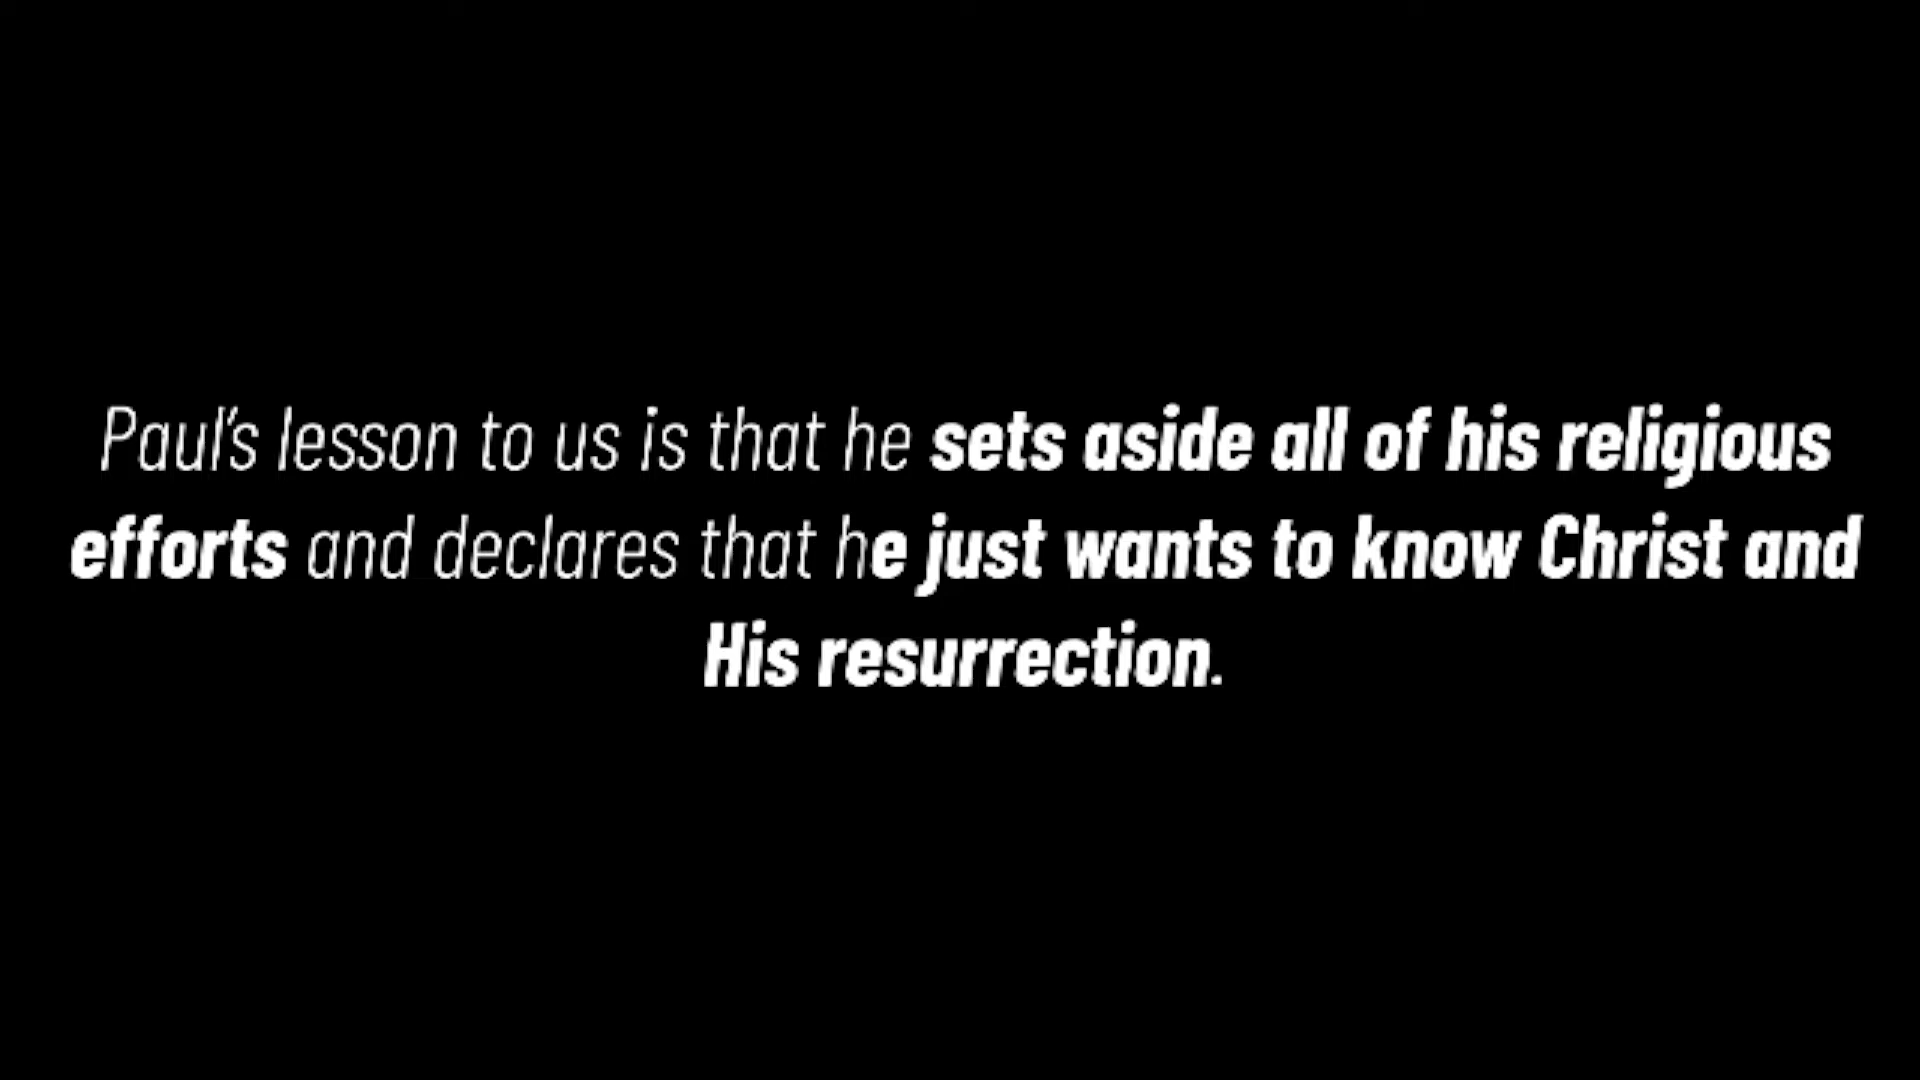 Paul's lesson to us is that he sets aside all of his religious
efforts and declares that he just wants to know Christ and
His resurrection.